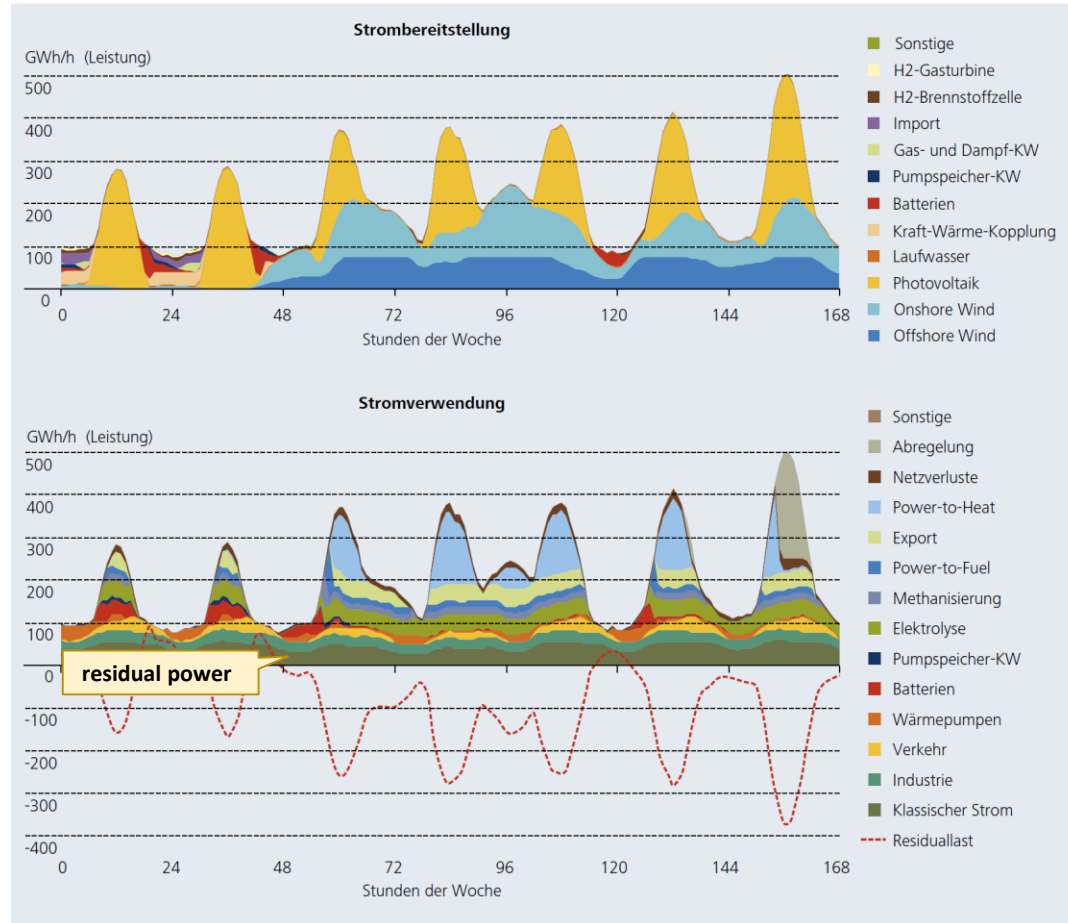 Strombereitstellung
GWh/h (Leistung)
500
400
300
200
100
0
0 24 48 72 96 120 144 168
Stunden der Woche
Sonstige
H2-Gasturbine
H2-Brennstoffzelle
Import
Gas- und Dampf-KW
Pumpspeicher-KW
Batterien
Kraft-Wärme-Kopplung
Laufwasser
Photovoltaik
Onshore Wind
Offshore Wind
Stromverwendung
GWh/h (Leistung)
500
400
300
200
100
0
-100
-200
-300
-400
residual power
0 24 48 72 96 120 144 168
Stunden der Woche
Sonstige
Abregelung
Netzverluste
Power-to-Heat
Export
Power-to-Fuel
Methanisierung
Elektrolyse
Pumpspeicher-KW
Batterien
Wärmepumpen
Verkehr
Industrie
Klassischer Strom
Residuallast